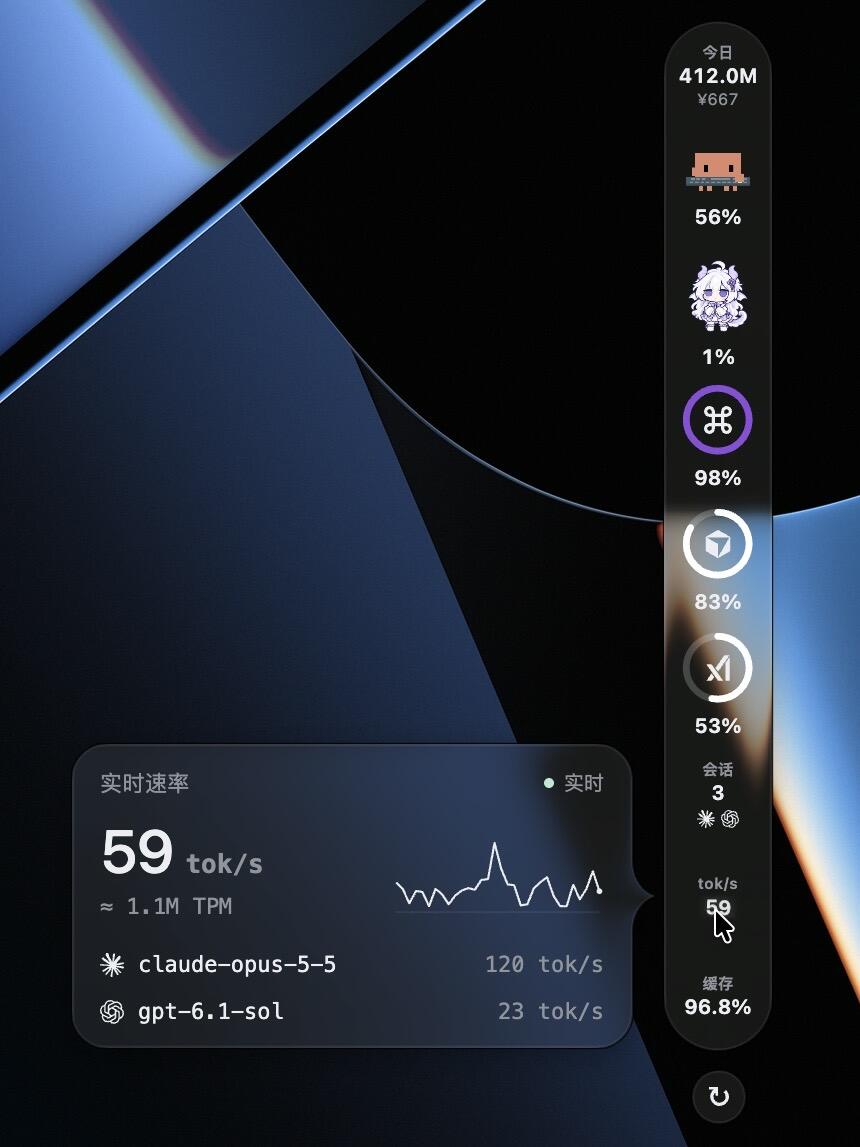 今日
412.0M
¥667
56%
1%
98%
83%
53%
会话
3
tok/s
59
缓存
96.8%
实时速率
实时
59 tok/s
≈ 1.1M TPM
claude-opus-5-5 120 tok/s
gpt-6.1-sol 23 tok/s